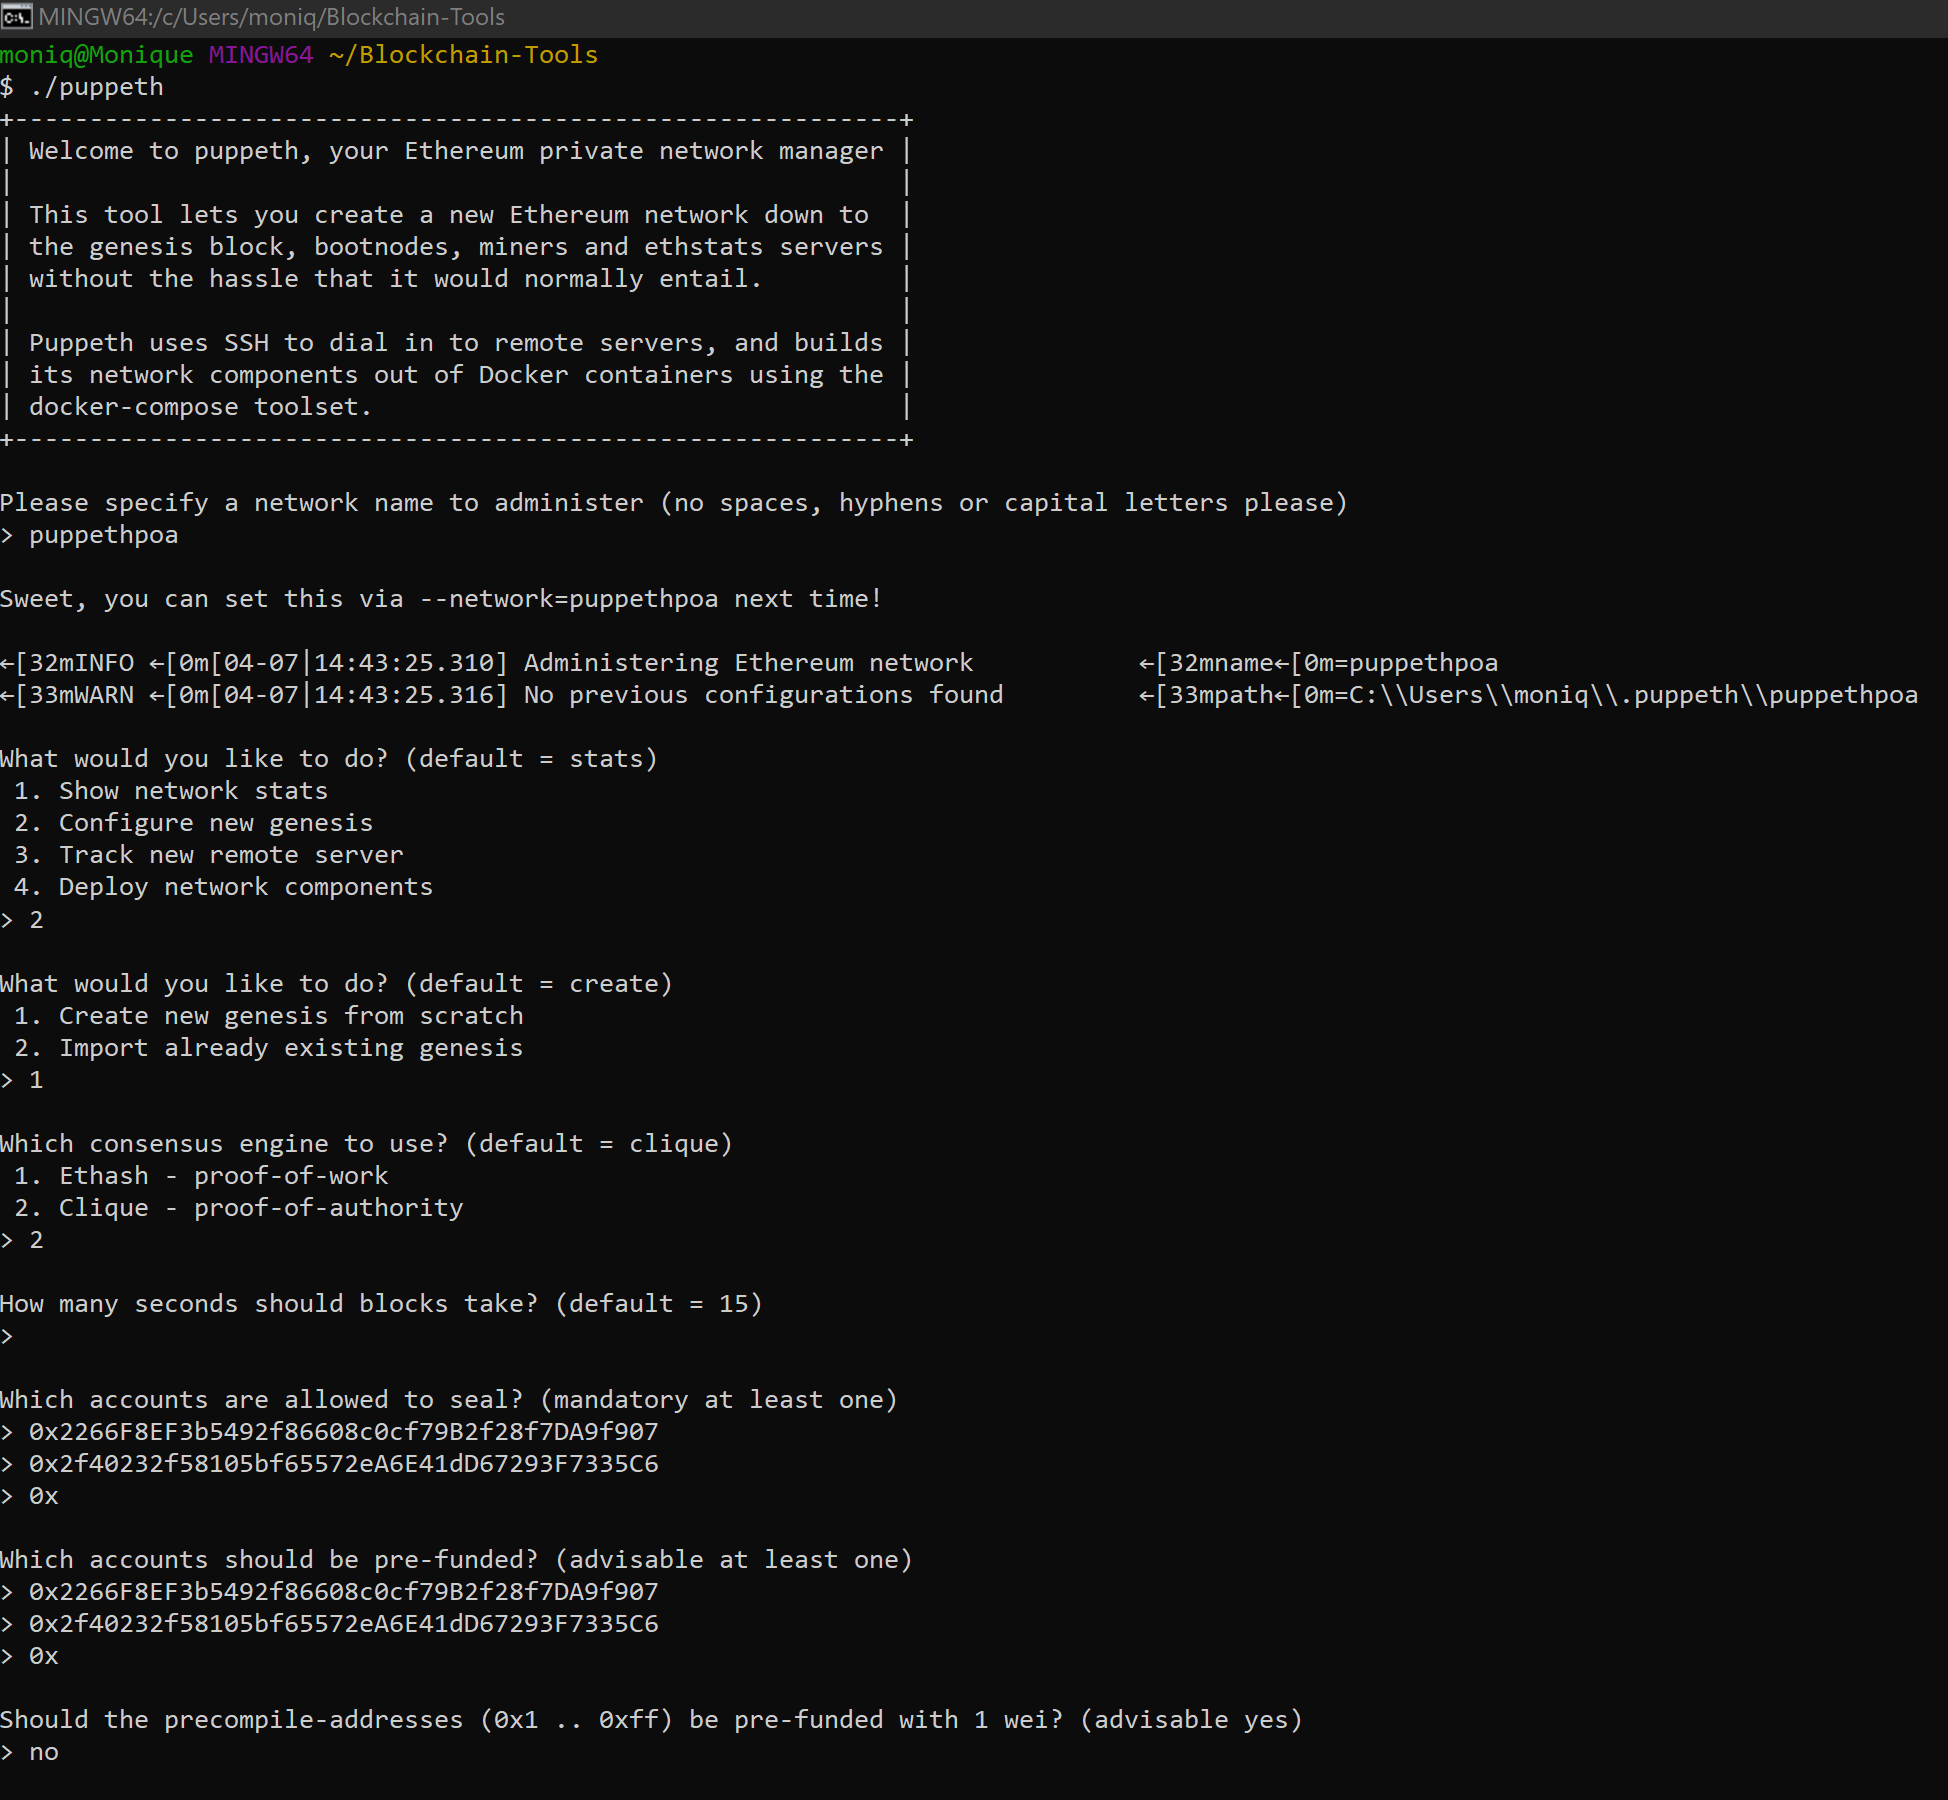 MINGW64:/c/Users/moniq/Blockchain-Tools
moniq@Monique MINGW64 ~/Blockchain-Tools
$ ./puppeth
+-----------------------------------------------------------+
| Welcome to puppeth, your Ethereum private network manager |
|                                                           |
| This tool lets you create a new Ethereum network down to  |
| the genesis block, bootnodes, miners and ethstats servers |
| without the hassle that it would normally entail.         |
|                                                           |
| Puppeth uses SSH to dial in to remote servers, and builds |
| its network components out of Docker containers using the |
| docker-compose toolset.                                   |
+-----------------------------------------------------------+
Please specify a network name to administer (no spaces, hyphens or capital letters please)
> puppethpoa
Sweet, you can set this via --network=puppethpoa next time!
←[32mINFO ←[0m[04-07|14:43:25.310] Administering Ethereum network           ←[32mname←[0m=puppethpoa
←[33mWARN ←[0m[04-07|14:43:25.316] No previous configurations found         ←[33mpath←[0m=C:\\Users\\moniq\\.puppeth\\puppethpoa
What would you like to do? (default = stats)
 1. Show network stats
 2. Configure new genesis
 3. Track new remote server
 4. Deploy network components
> 2
What would you like to do? (default = create)
 1. Create new genesis from scratch
 2. Import already existing genesis
> 1
Which consensus engine to use? (default = clique)
 1. Ethash - proof-of-work
 2. Clique - proof-of-authority
> 2
How many seconds should blocks take? (default = 15)
>
Which accounts are allowed to seal? (mandatory at least one)
> 0x2266F8EF3b5492f86608c0cf79B2f28f7DA9f907
> 0x2f40232f58105bf65572eA6E41dD67293F7335C6
> 0x
Which accounts should be pre-funded? (advisable at least one)
> 0x2266F8EF3b5492f86608c0cf79B2f28f7DA9f907
> 0x2f40232f58105bf65572eA6E41dD67293F7335C6
> 0x
Should the precompile-addresses (0x1 .. 0xff) be pre-funded with 1 wei? (advisable yes)
> no